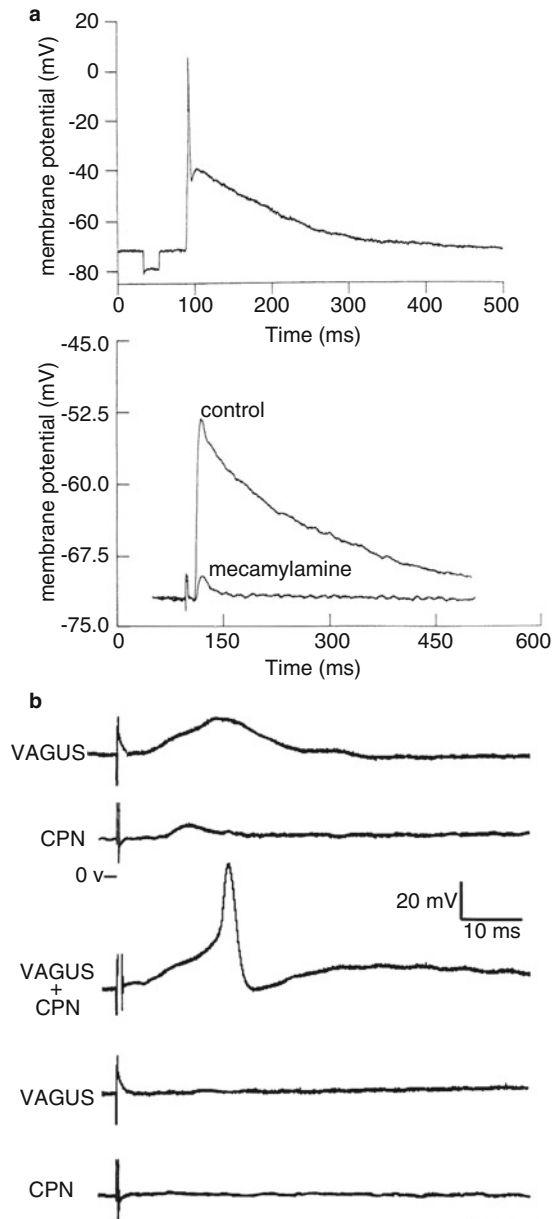 a
membrane potential (mV)
20
0
-20
-40
-60
-80
0
100
200
300
400
500
Time (ms)
membrane potential (mV)
-45.0
-52.5
-60.0
-67.5
-75.0
control
mecamylamine
0
150
300
450
600
Time (ms)
b
VAGUS
CPN
0 v
20 mV
10 ms
VAGUS
+
CPN
VAGUS
CPN